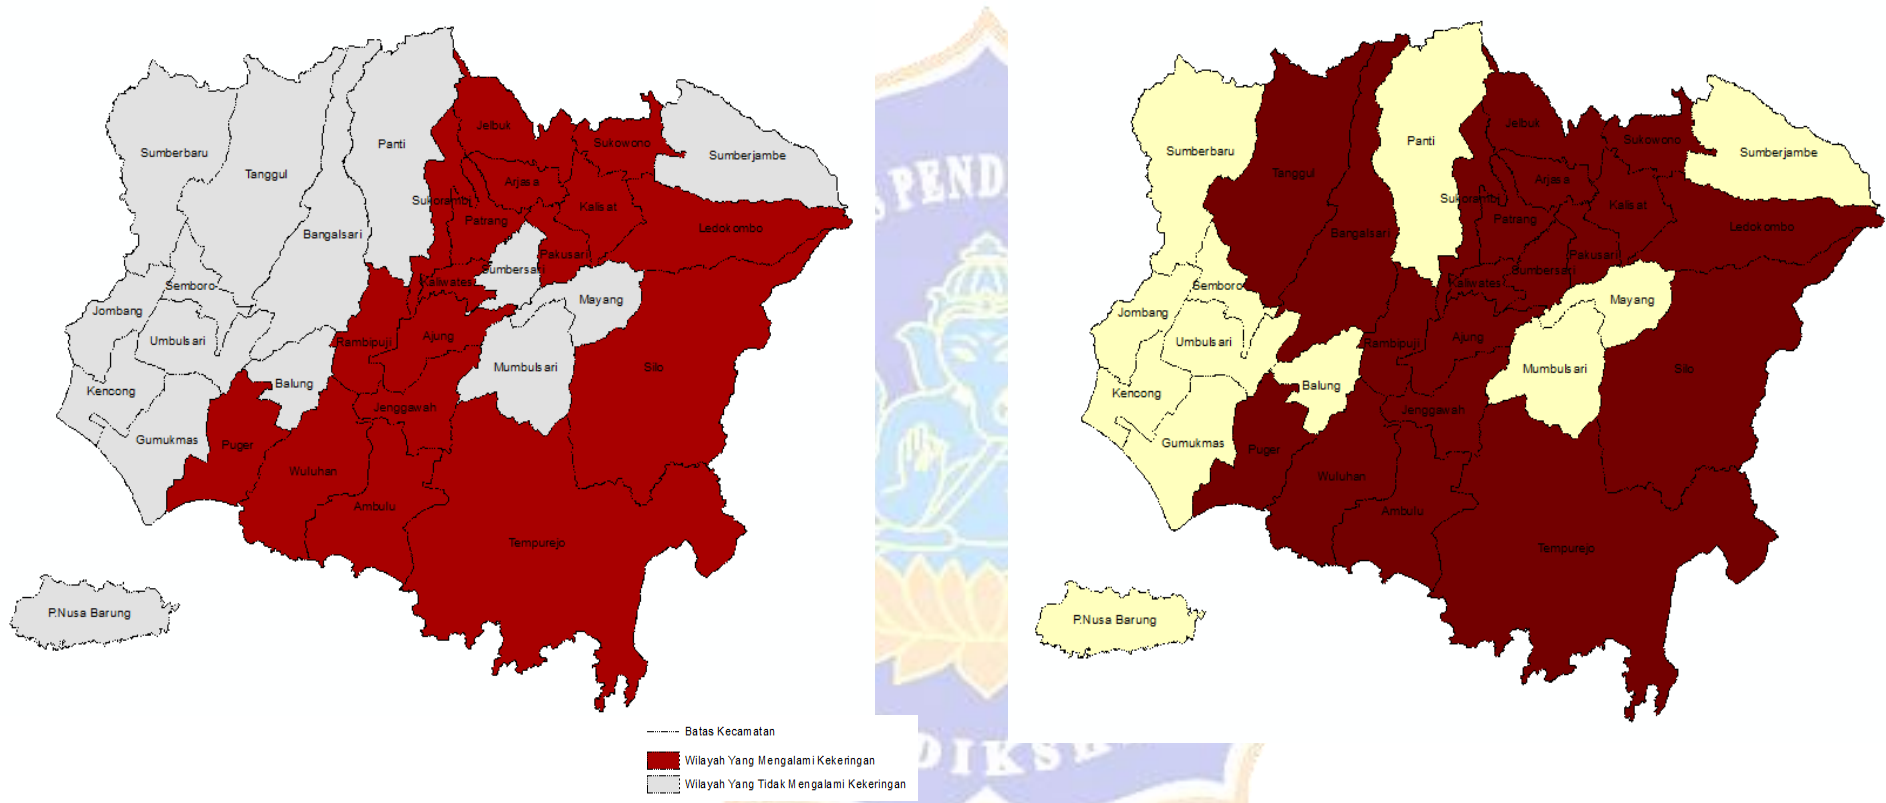 Sumberbaru
Tanggul
Panti
Jelbuk
Sukowono
Sumberjambe
Arjasa
Sukorambi
Kalisat
Patrang
Bangalsari
Ledokombo
Pakusari
Sumbersari
Kaliwates
Semboro
Mayang
Jombang
Umbulsari
Rambipuji
Ajung
Mumbulsari
Silo
Balung
Kencong
Jenggawah
Gumukmas
Puger
Wuluhan
Ambulu
Tempurejo
P.Nusa Barung
Batas Kecamatan
Wilayah Yang Mengalami Kekeringan
Wilayah Yang Tidak Mengalami Kekeringan
PEND
DIKSH
Sumberbaru
Tanggul
Panti
Jelbuk
Sukowono
Sumberjambe
Arjasa
Sukorambi
Kalisat
Patrang
Bangalsari
Ledokombo
Pakusari
Sumbersari
Kaliwates
Semboro
Mayang
Jombang
Umbulsari
Rambipuji
Ajung
Mumbulsari
Silo
Balung
Kencong
Jenggawah
Gumukmas
Puger
Wuluhan
Ambulu
Tempurejo
P.Nusa Barung